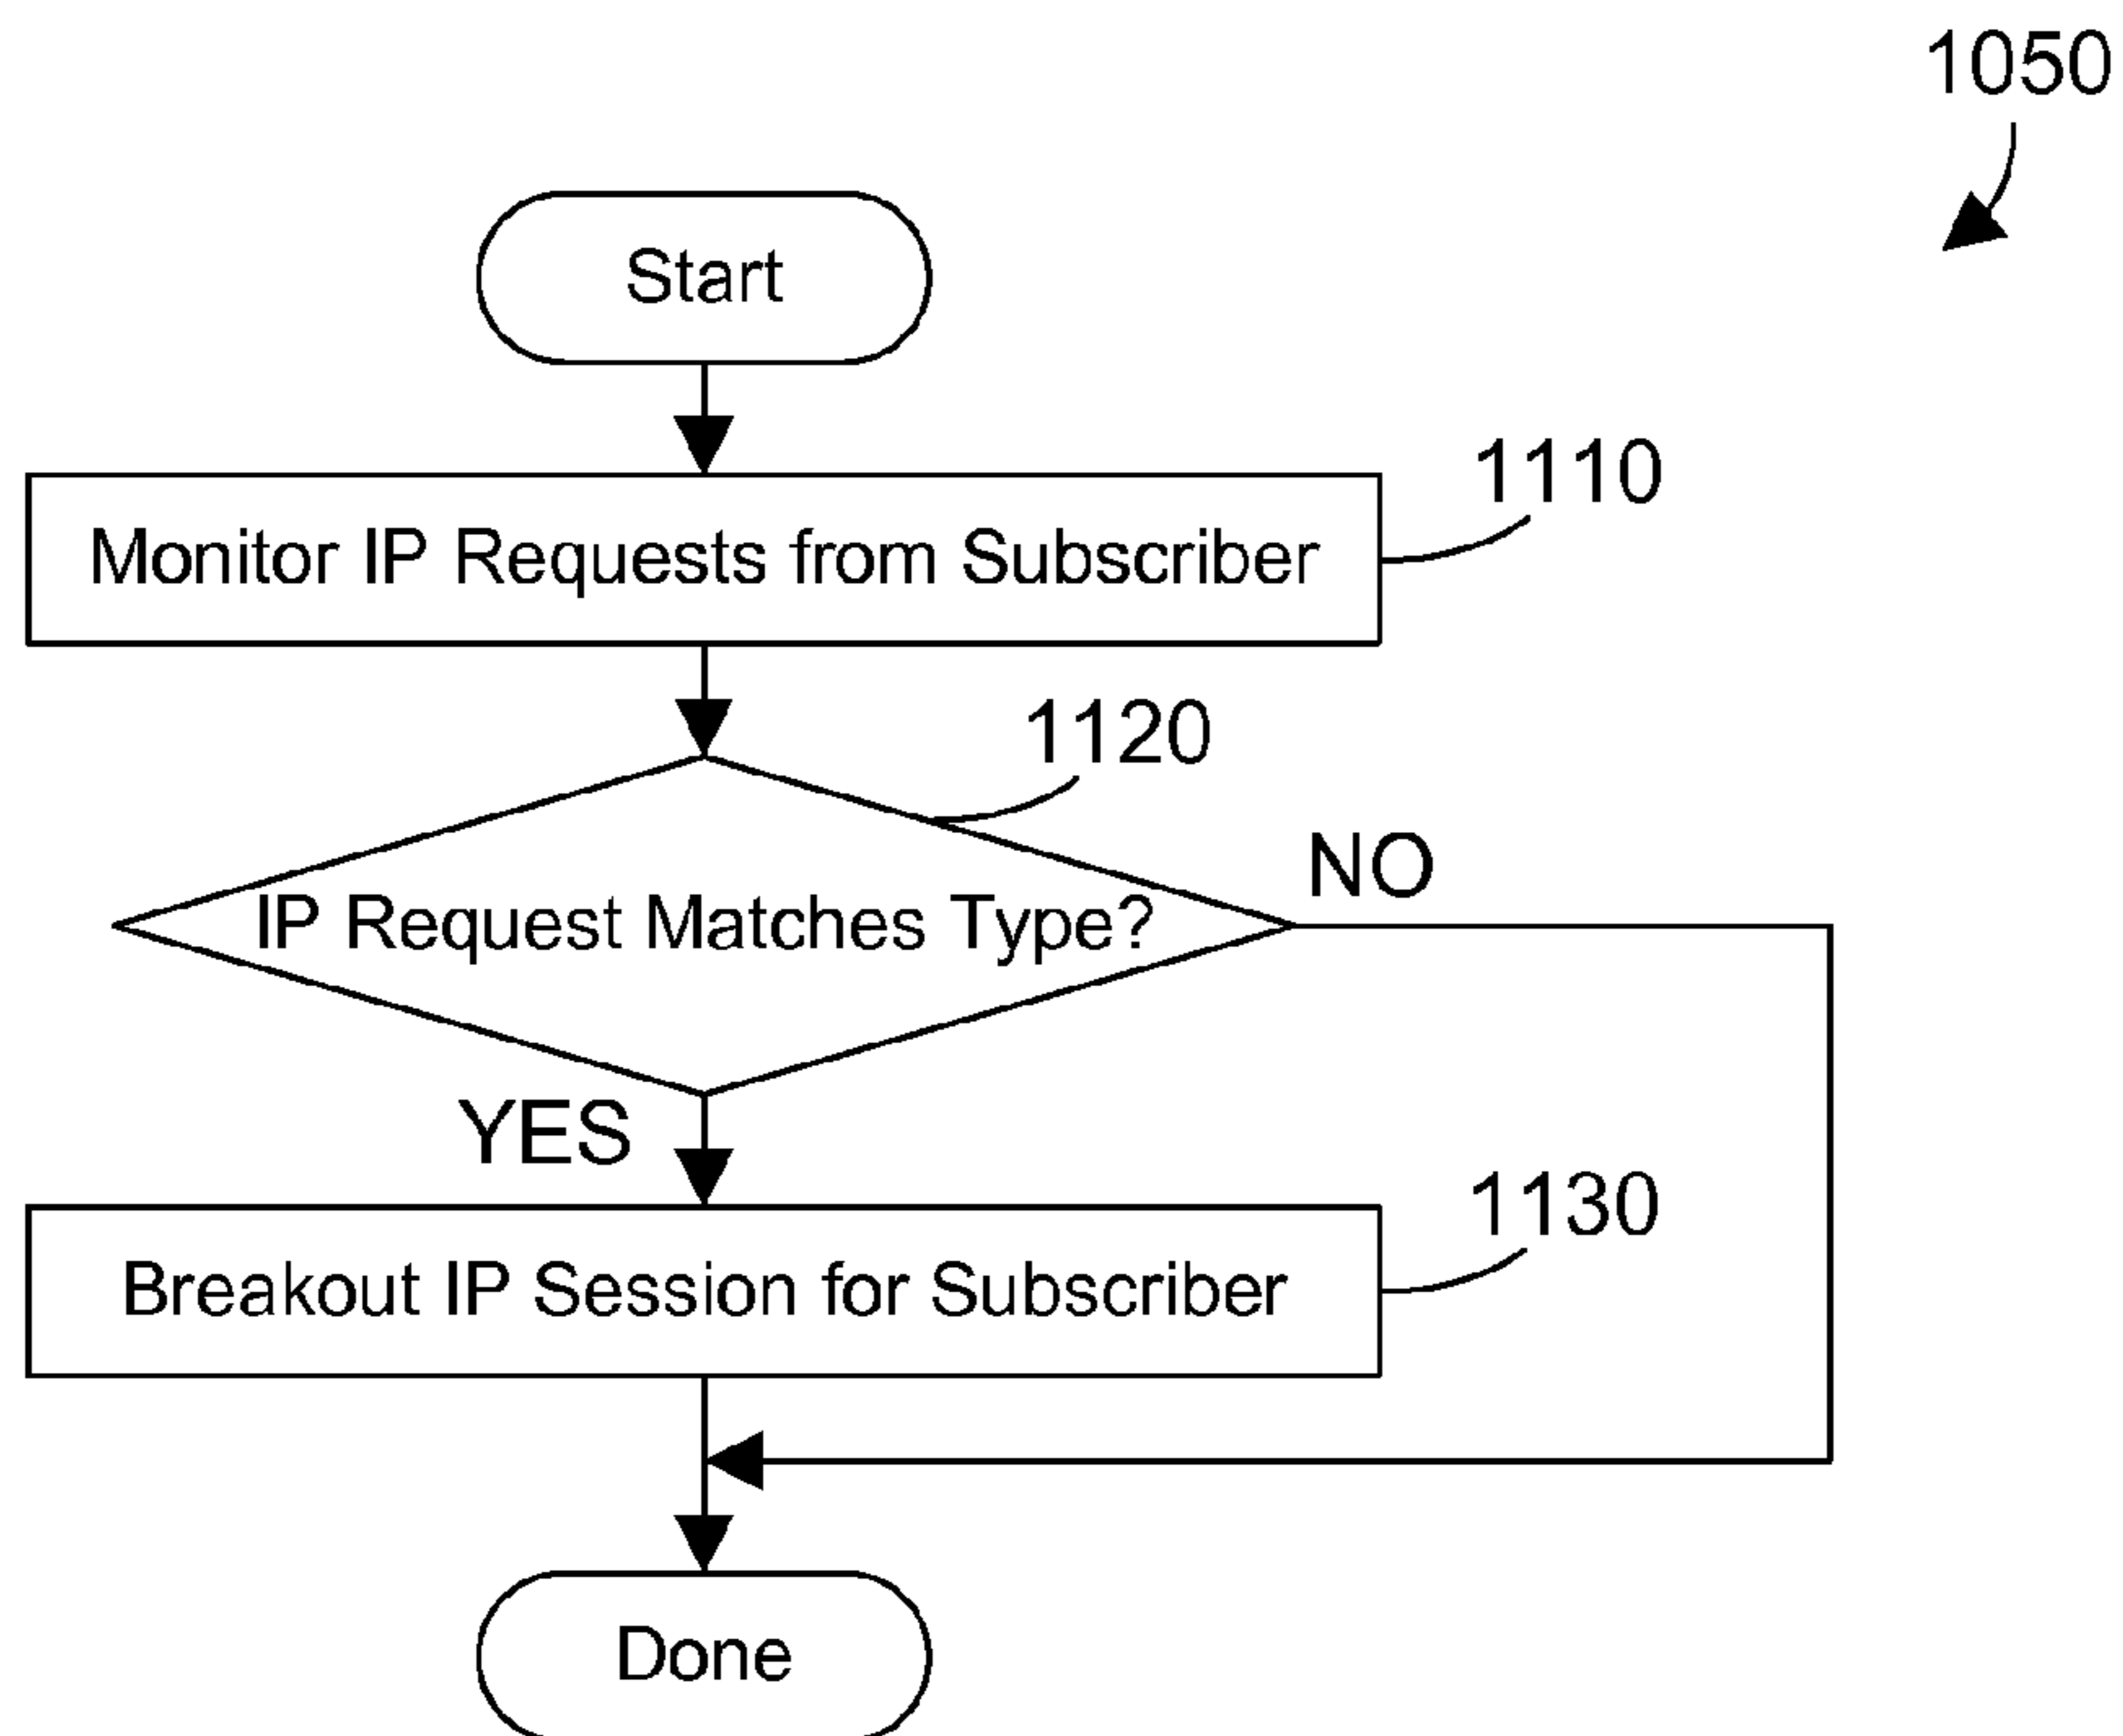 1050
Start
1110
Monitor IP Requests from Subscriber
1120
NO
IP Request Matches Type?
YES
1130
Breakout IP Session for Subscriber
Done